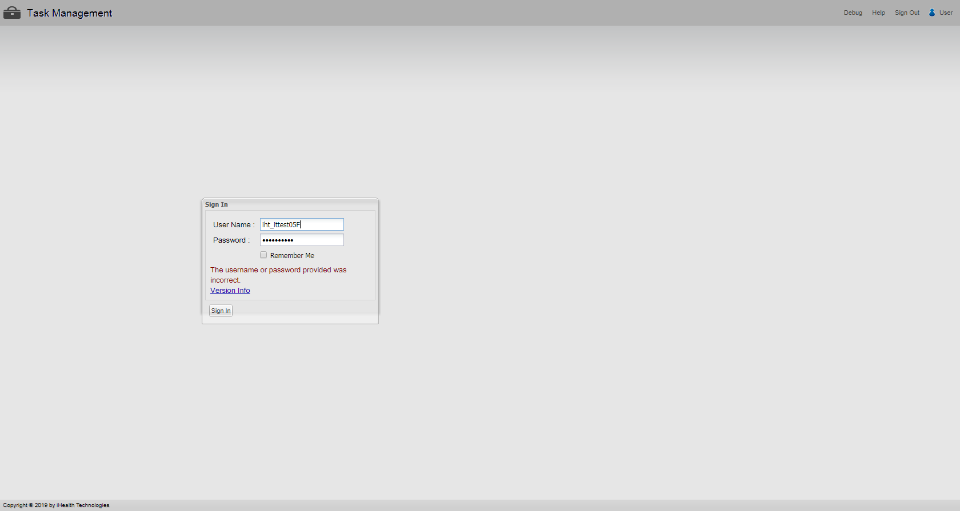 Task Management
Debug Help Sign Out User
Sign In
User Name :
Password :
Remember Me
The username or password provided was
incorrect.
Version Info
Sign In
Copyright © 2019 by iHealth Technologies